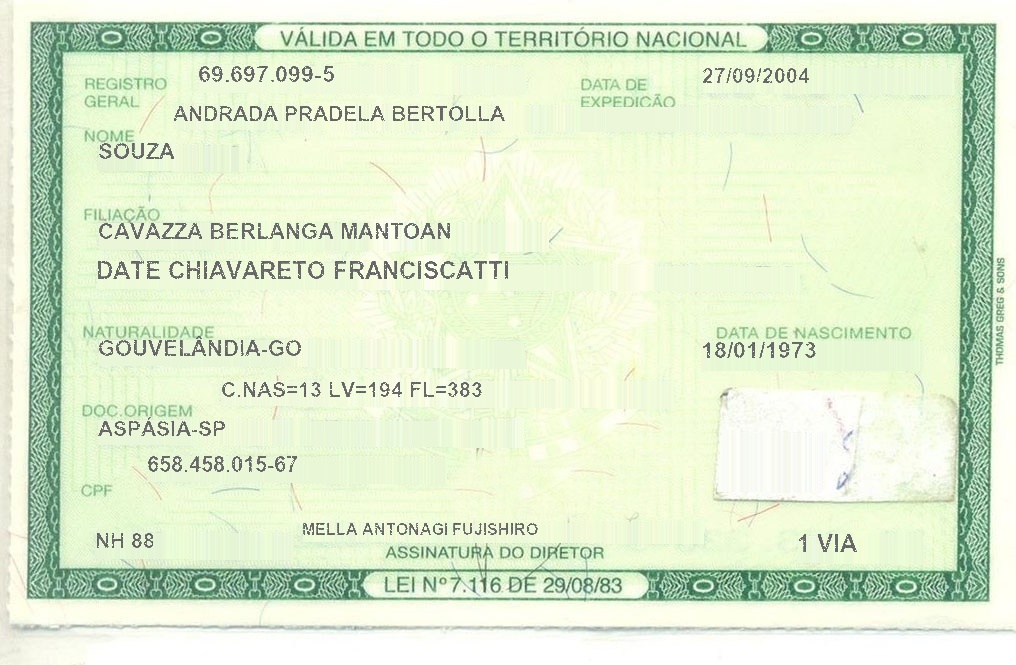 VÁLIDA EM TODO O TERRITÓRIO NACIONAL
REGISTRO GERAL 69.697.099-5 DATA DE EXPEDIÇÃO 27/09/2004
ANDRADA PRADELA BERTOLLA
NOME
SOUZA
FILIAÇÃO
CAVAZZA BERLANGA MANTOAN
DATE CHIAVARETO FRANCISCATTI
NATURALIDADE DATA DE NASCIMENTO
GOUVELÂNDIA-GO 18/01/1973
C.NAS=13 LV=194 FL=383
DOC.ORIGEM
ASPÁSIA-SP
658.458.015-67
CPF
NH 88 MELLA ANTONAGI FUJISHIRO 1 VIA
ASSINATURA DO DIRETOR
LEI Nº 7.116 DE 29/08/83
THOMAS GREG & SONS